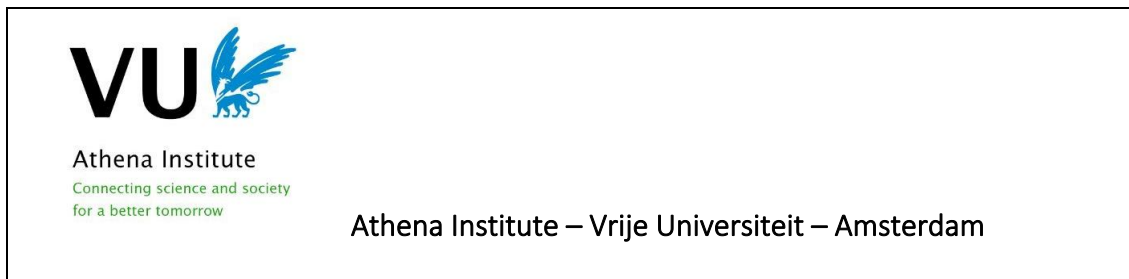 VU
Athena Institute
Connecting science and society
for a better tomorrow
Athena Institute – Vrije Universiteit – Amsterdam